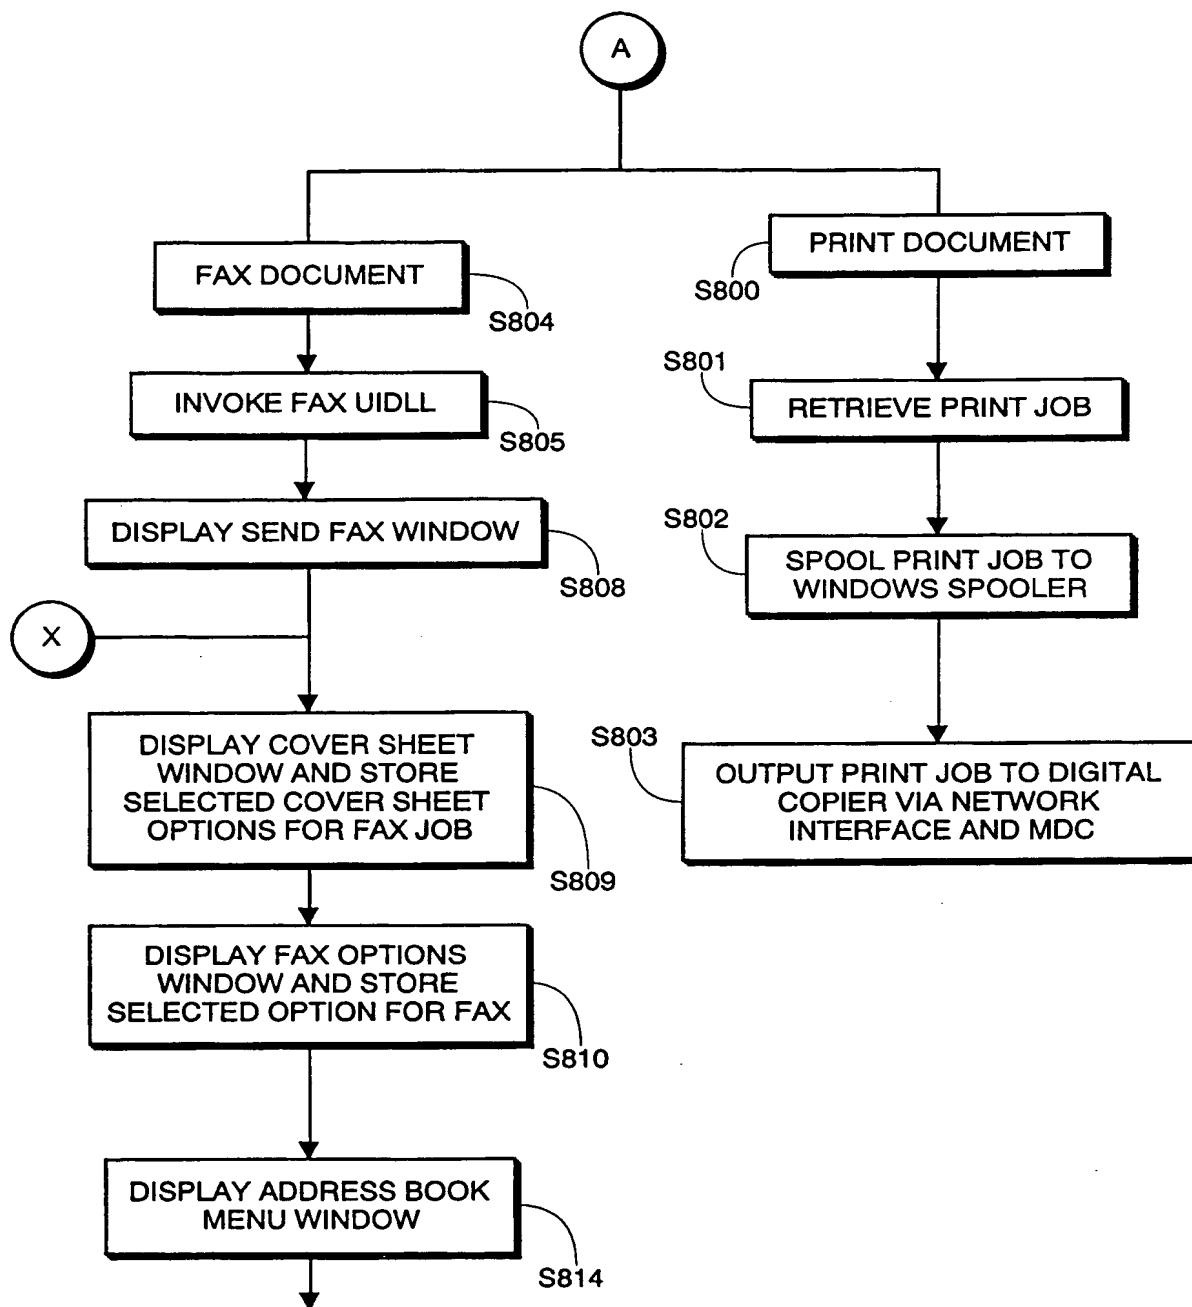 A
FAX DOCUMENT
S804
INVOKE FAX UIDLL
S805
DISPLAY SEND FAX WINDOW
S808
X
DISPLAY COVER SHEET
WINDOW AND STORE
SELECTED COVER SHEET
OPTIONS FOR FAX JOB
S809
DISPLAY FAX OPTIONS
WINDOW AND STORE
SELECTED OPTION FOR FAX
S810
DISPLAY ADDRESS BOOK
MENU WINDOW
S814
PRINT DOCUMENT
S800
S801
RETRIEVE PRINT JOB
S802
SPOOL PRINT JOB TO
WINDOWS SPOOLER
S803
OUTPUT PRINT JOB TO DIGITAL
COPIER VIA NETWORK
INTERFACE AND MDC